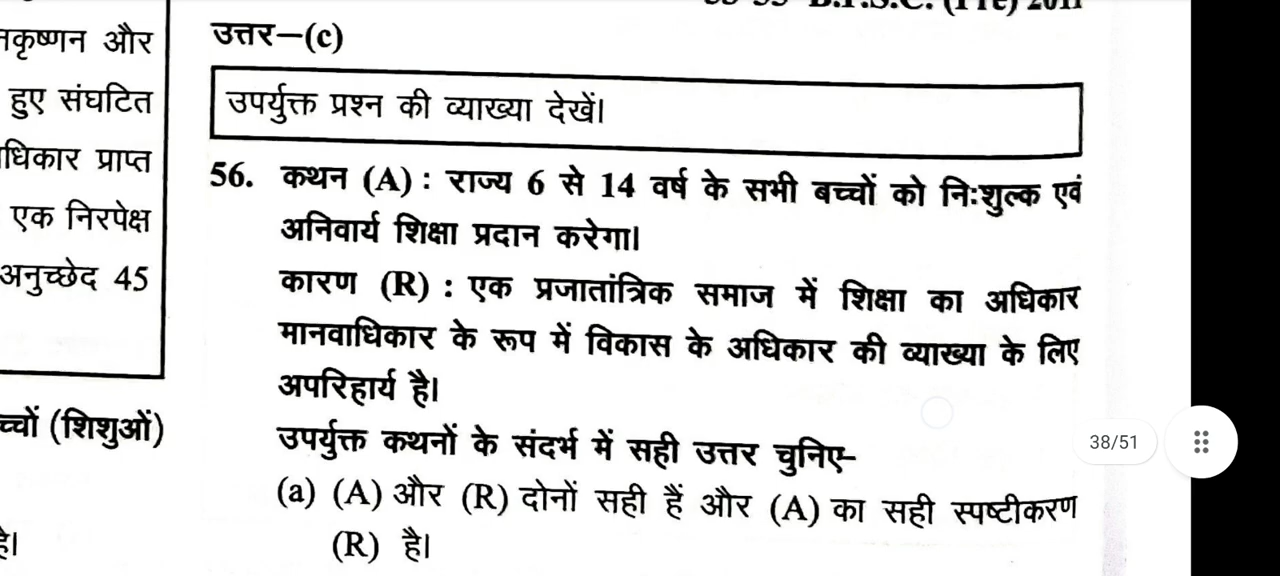 और
हुए संघटित
प्राप्त
एक निरपेक्ष
अनुच्छेद 45
(शिशुओं)
उत्तर–(c)
उपर्युक्त प्रश्न की व्याख्या देखें।
56. कथन (A) : राज्य 6 से 14 वर्ष के सभी बच्चों को निःशुल्क एवं
अनिवार्य शिक्षा प्रदान करेगा।
कारण (R) : एक प्रजातांत्रिक समाज में शिक्षा का अधिकार
मानवाधिकार के रूप में विकास के अधिकार की व्याख्या के लिए
अपरिहार्य है।
उपर्युक्त कथनों के संदर्भ में सही उत्तर चुनिए–
(a) (A) और (R) दोनों सही हैं और (A) का सही स्पष्टीकरण
(R) है।
38/51